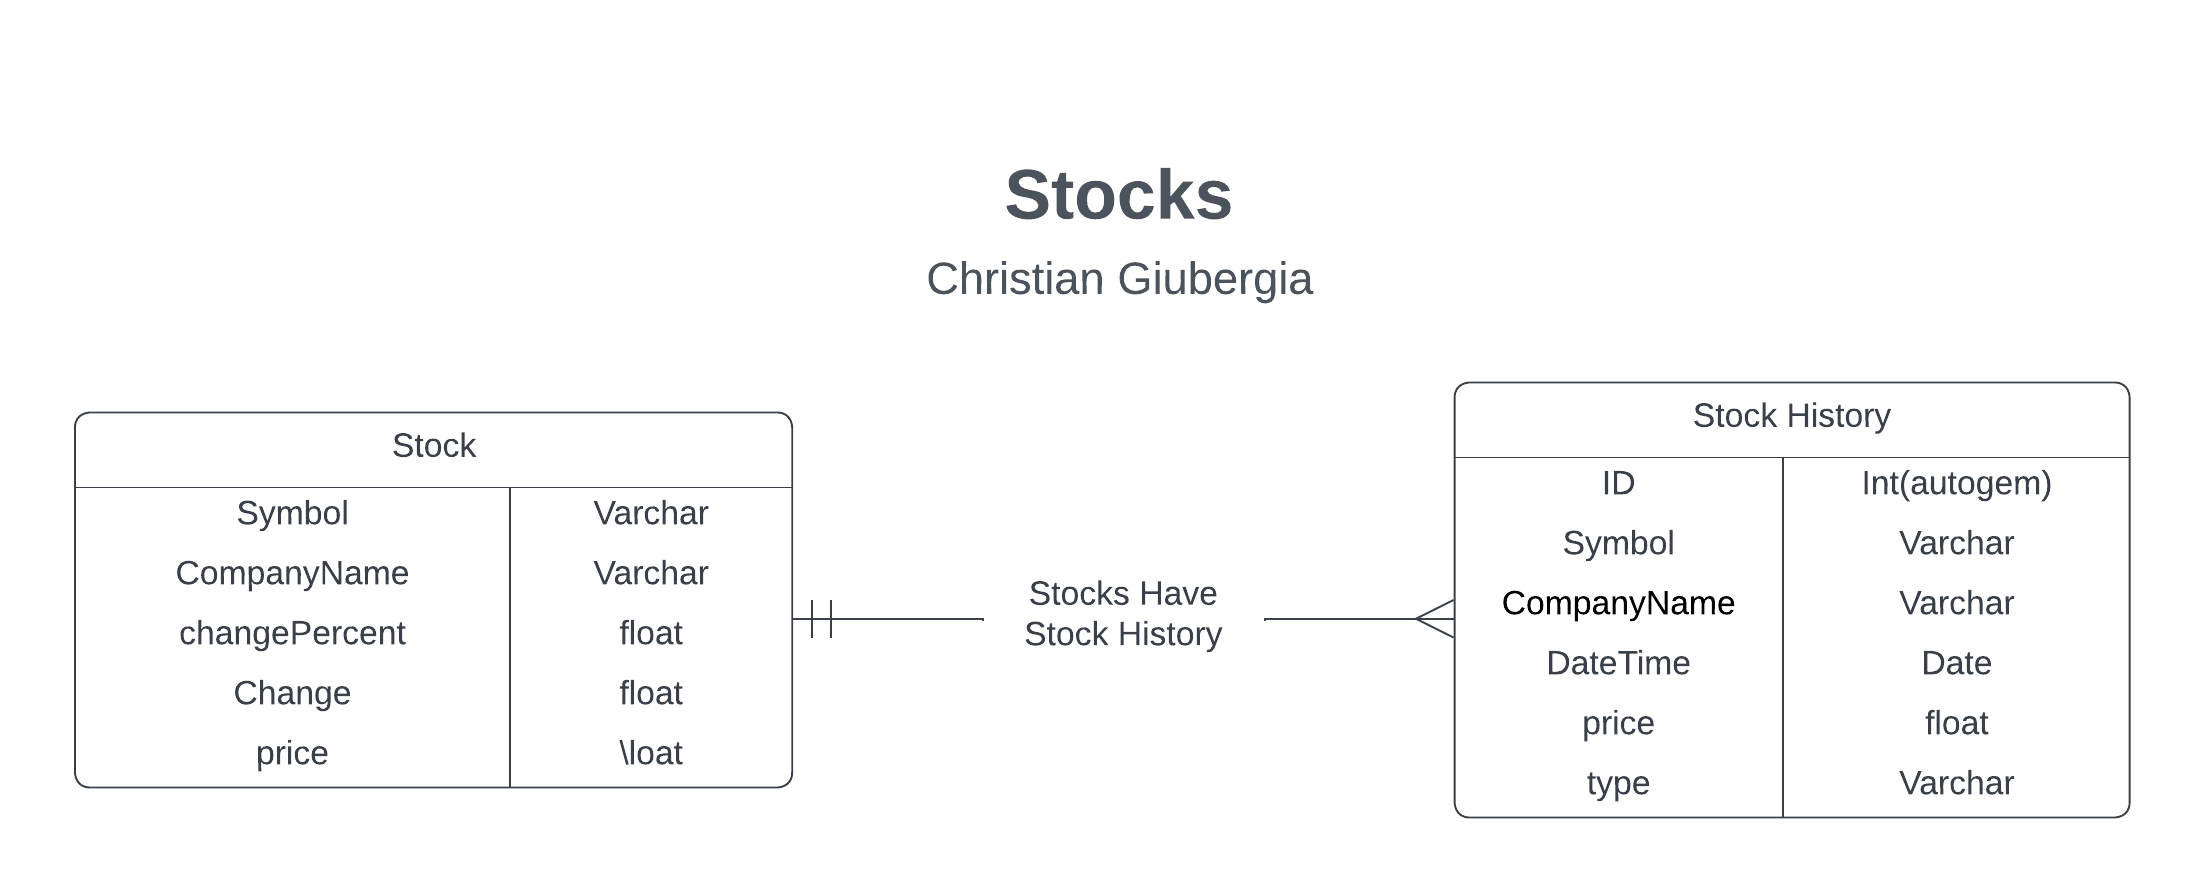 Stocks
Christian Giubergia
Stock
Symbol Varchar
CompanyName Varchar
changePercent float
Change float
price \loat
Stocks Have
Stock History
Stock History
ID Int(autogem)
Symbol Varchar
CompanyName Varchar
DateTime Date
price float
type Varchar